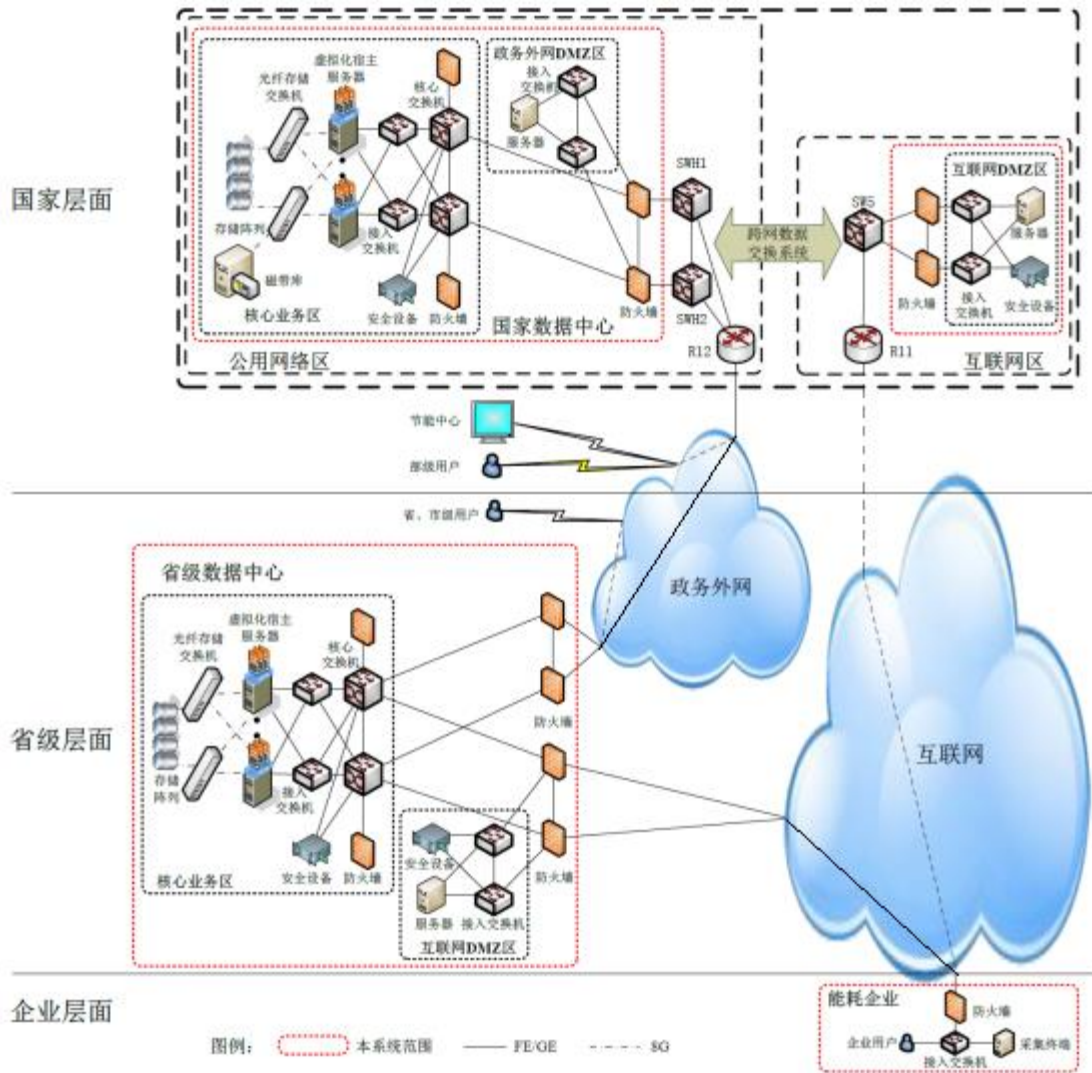 国家层面
光纤存储
交换机
虚拟化宿主
服务器
核心
交换机
存储阵列
磁带库
接入
交换机
安全设备
防火墙
核心业务区
政务外网DMZ区
接入
交换机
服务器
防火墙
国家数据中心
公用网络区
SWH1
SWH2
R12
跨网数据
交换系统
SW5
R11
互联网DMZ区
服务器
防火墙
接入
交换机
安全设备
互联网区
节能中心
部级用户
省、市级用户
政务外网
互联网
省级层面
省级数据中心
光纤存储
交换机
虚拟化宿主
服务器
核心
交换机
存储
阵列
接入
交换机
安全设备
防火墙
核心业务区
防火墙
安全设备
服务器
接入交换机
防火墙
互联网DMZ区
企业层面
能耗企业
防火墙
企业用户
采集终端
接入交换机
图例：
本系统范围
FE/GE
8G